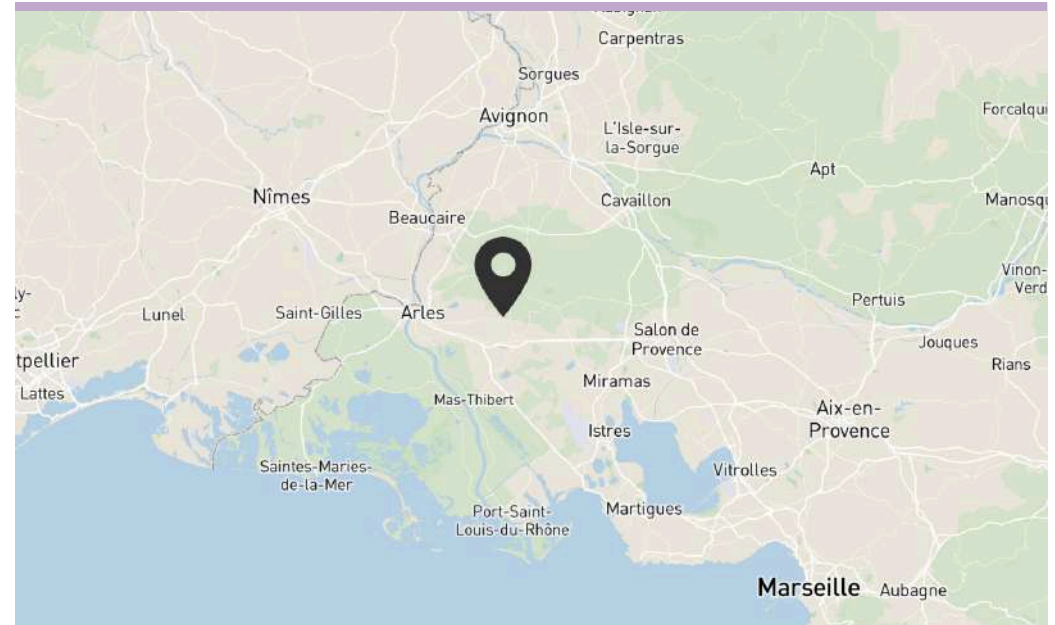 Carpentras
Sorgues
Avignon
L'Isle-sur-
la-Sorgue
Forcalqu
Apt
Nîmes
Cavaillon
Manosqu
Beaucaire
Vinon-
Verd
Pertuis
ly-
Lunel
Saint-Gilles
Arles
Salon de
Provence
Jouques
tpellier
Rians
Lattes
Miramas
Mas-Thibert
Aix-en-
Provence
Istres
Saintes-Maries-
de-la-Mer
Vitrolles
Port-Saint-
Louis-du-Rhône
Martigues
Marseille
Aubagne